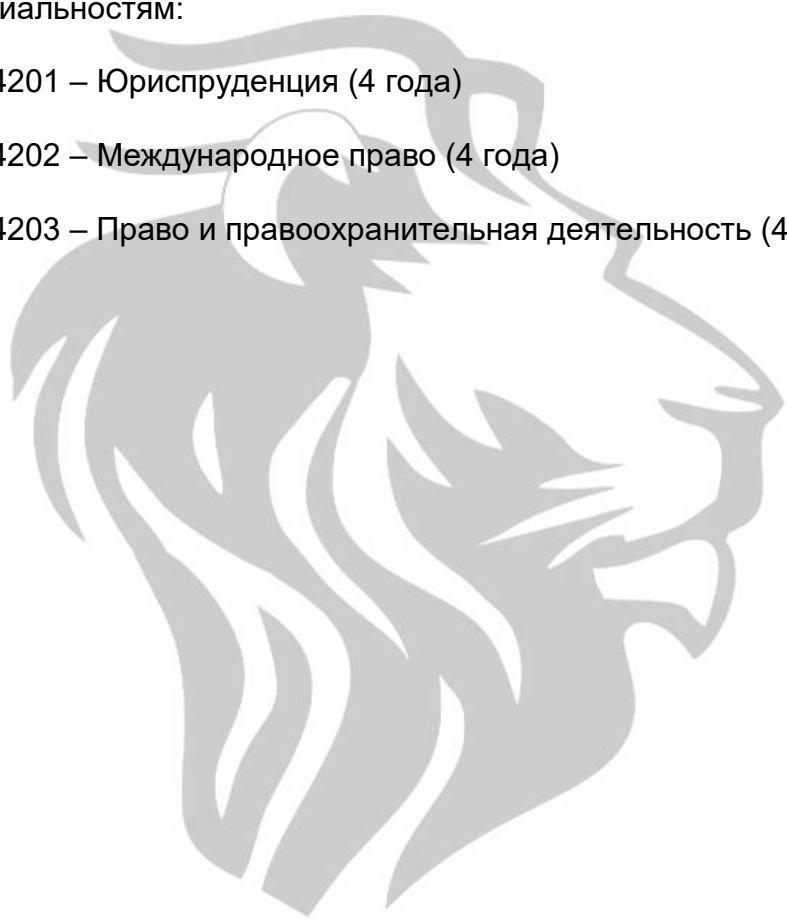 иальностям:
4201 – Юриспруденция (4 года)
4202 – Международное право (4 года)
4203 – Право и правоохранительная деятельность (4